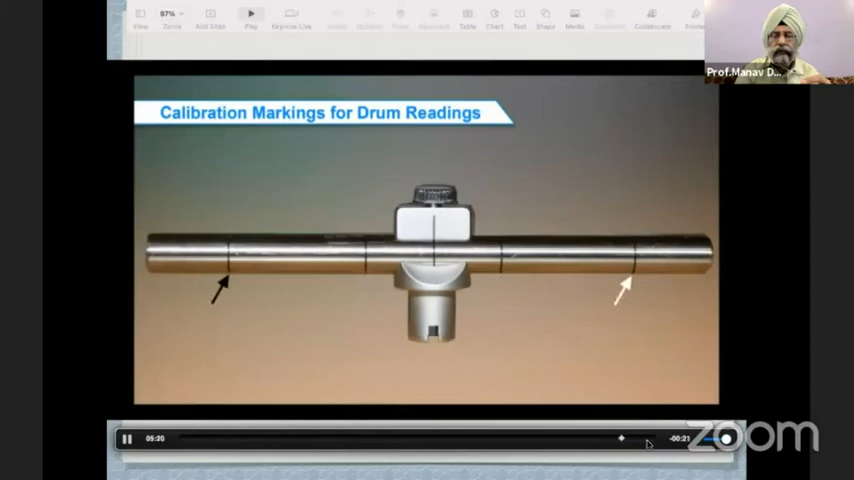 97%
View
Zoom
Add Slide
Play
Keynote Live
Table
Chart
Text
Shape
Media
Collaborate
Prof.Manav D...
Calibration Markings for Drum Readings
05:20
-00:21
zoom